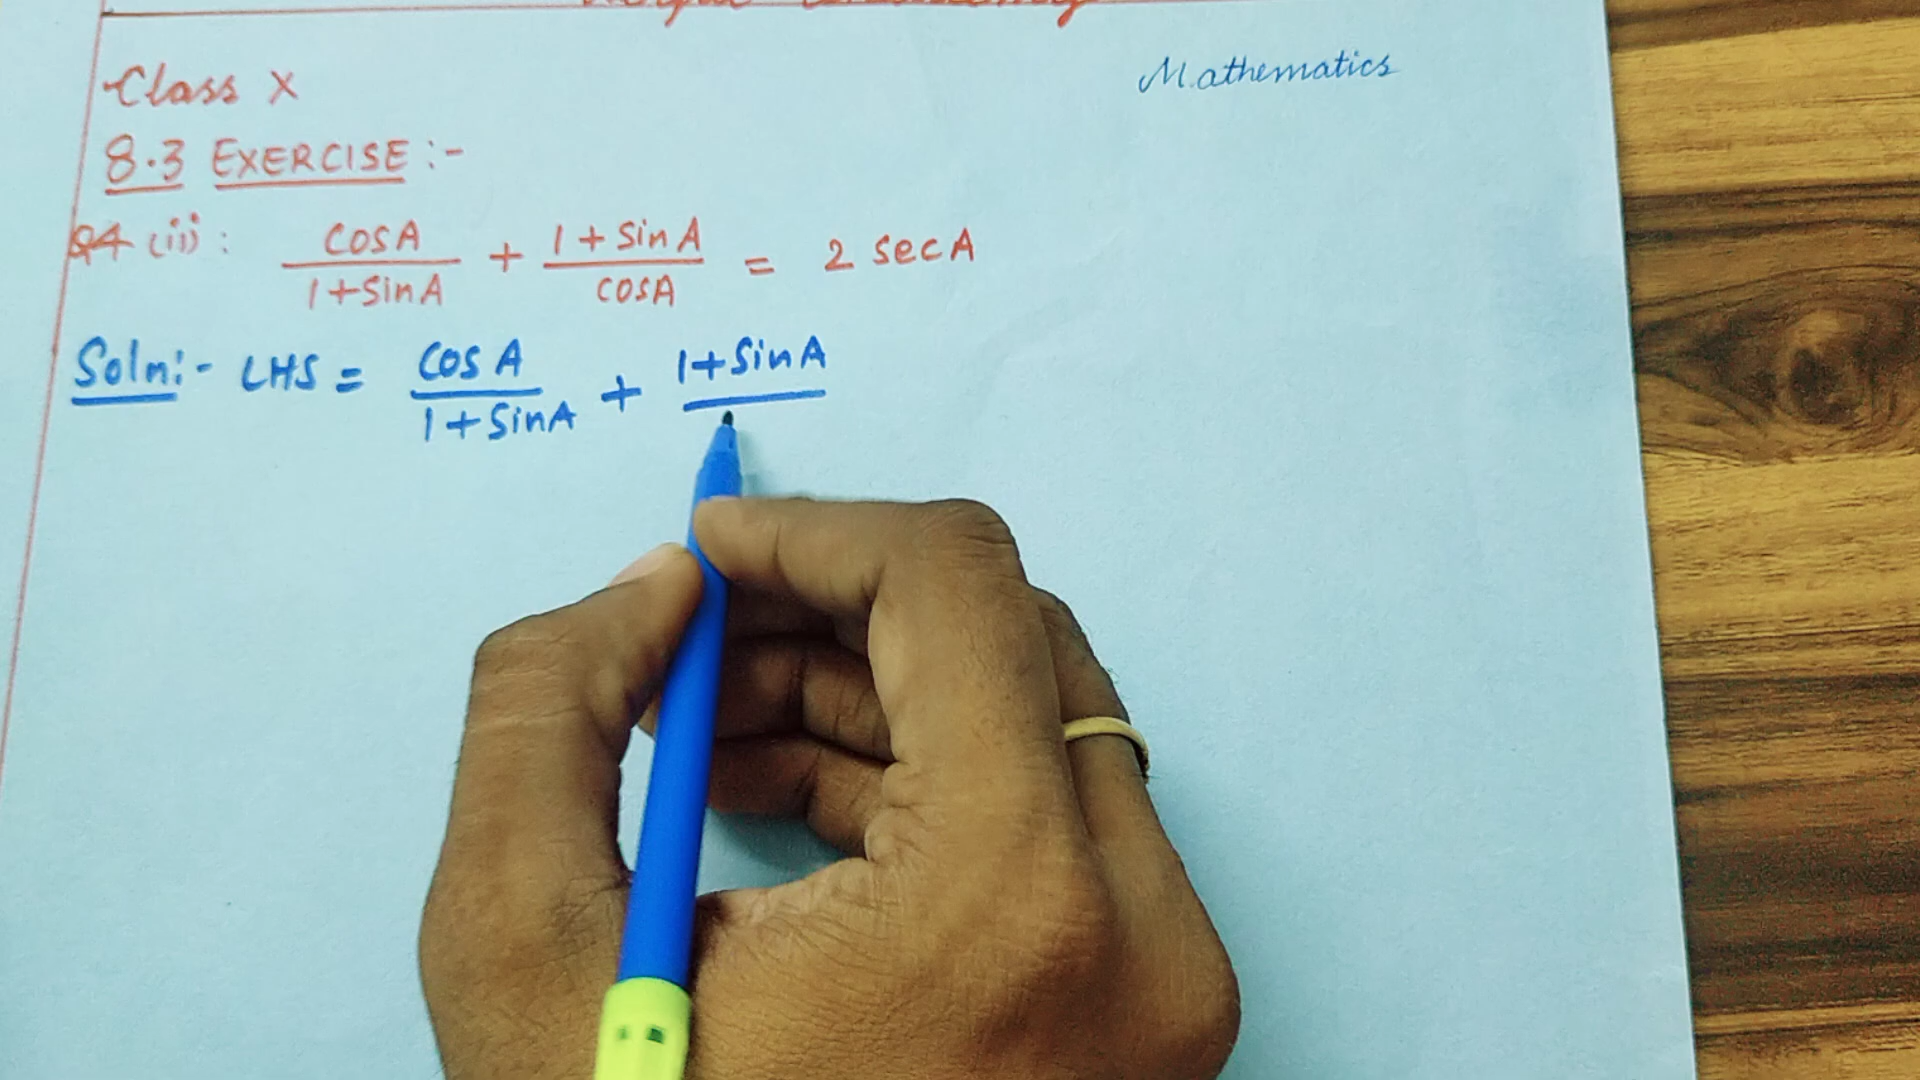 Class X
Mathematics
8.3 EXERCISE :-
Q4 (ii) : cosA / 1+sinA + 1+sinA / cosA = 2 secA
Soln:- LHS = cosA / 1+sinA + 1+sinA /